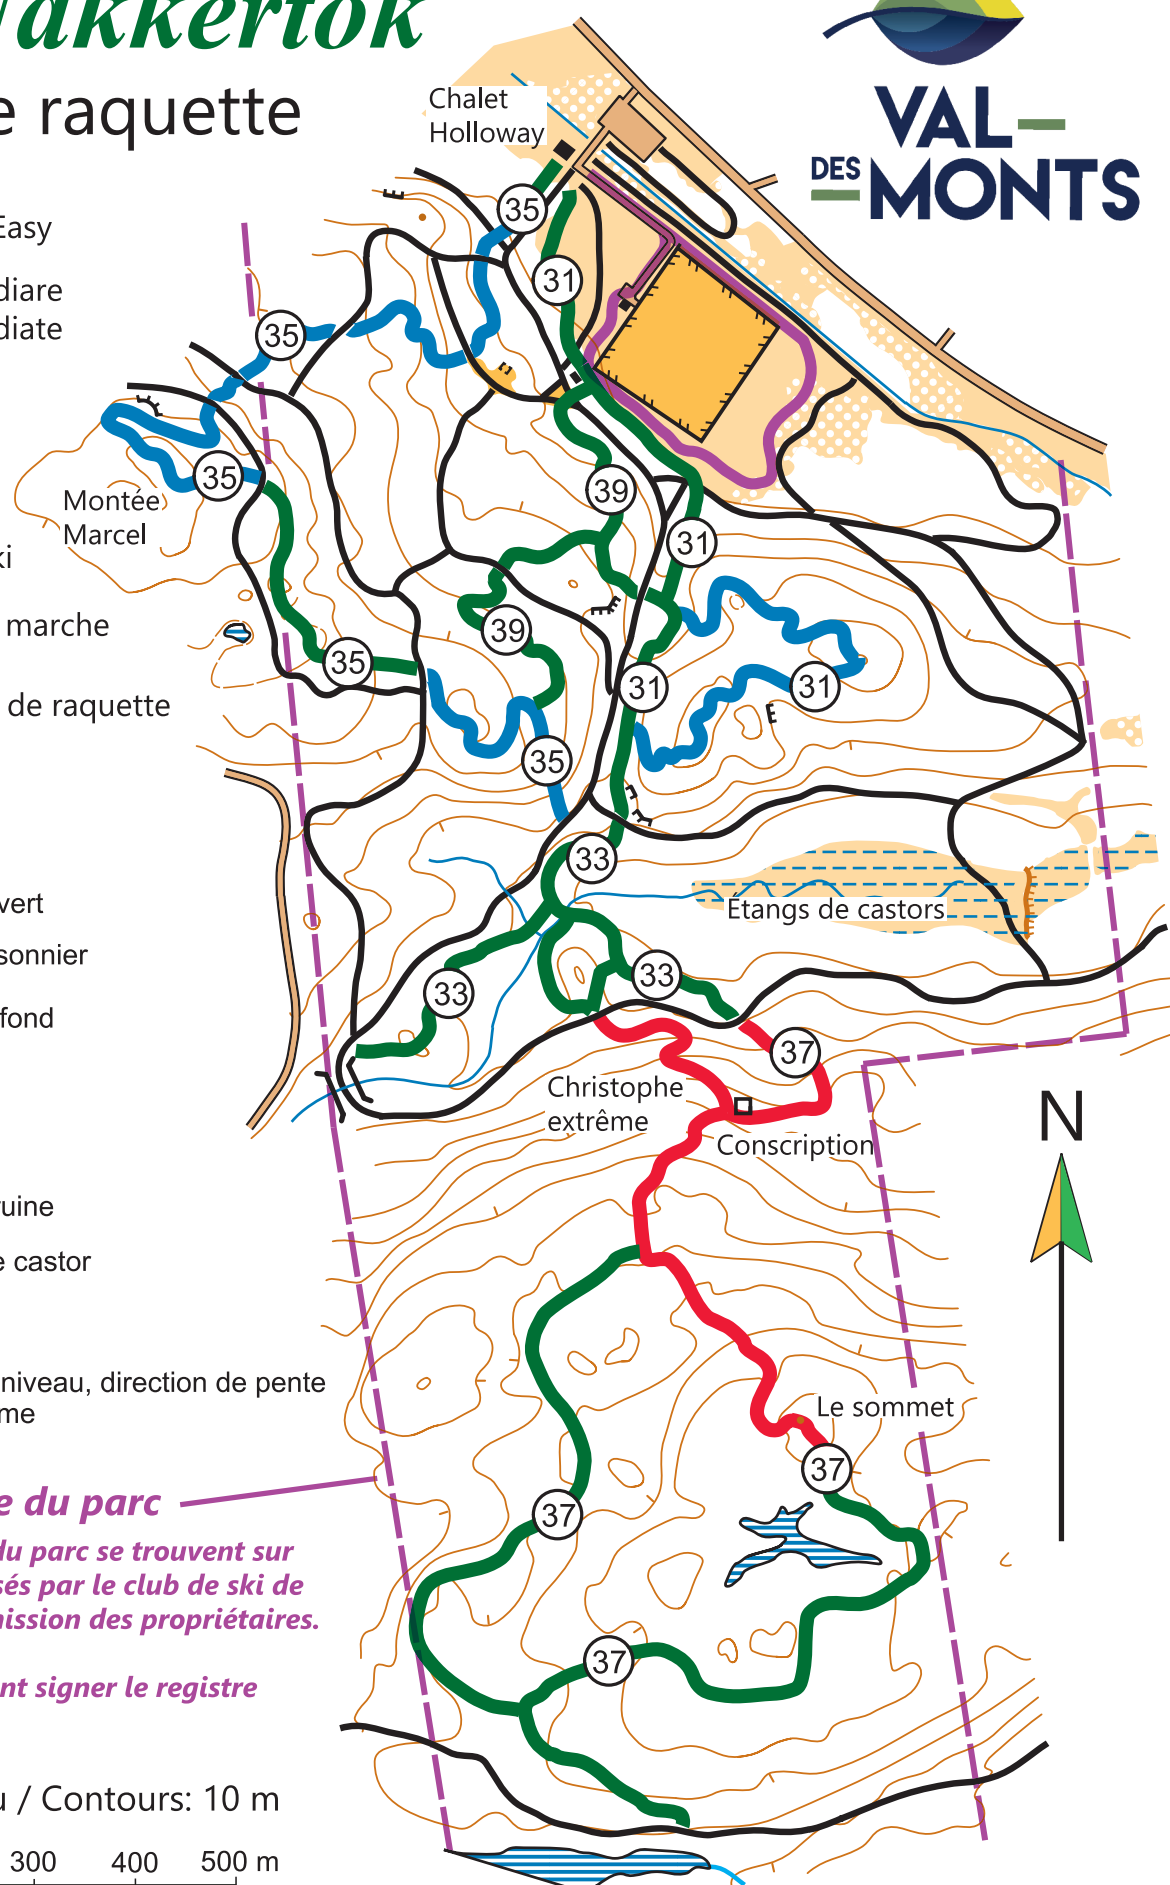 akkertok
e raquette
VAL
DES MONTS
Chalet
Holloway
Easy
diare
diate
35
31
35
35
39
31
Montée
Marcel
ki
marche
de raquette
39
35
31
31
35
33
vert
sonnier
fond
Étangs de castors
33
33
37
Christophe
extrême
Conscription
N
ruine
e castor
niveau, direction de pente
me
Le sommet
37
37
e du parc
du parc se trouvent sur
sés par le club de ski de
mission des propriétaires.
37
nt signer le registre
u / Contours: 10 m
300 400 500 m